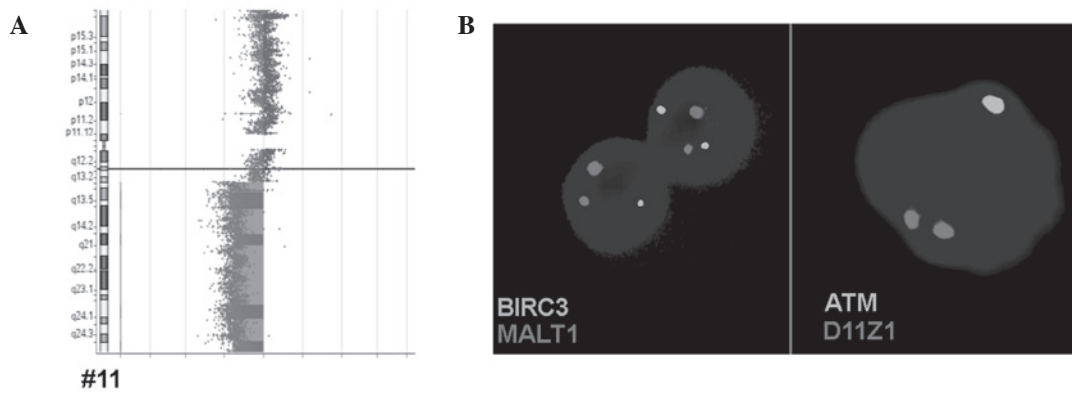 A
p15.3
p15.1
p14.3
p14.1
p12
p11.2
p11.12
q12.2
q13.2
q13.5
q14.2
q21
q22.2
q23.1
q24.1
q24.3
#11
B
BIRC3
MALT1
ATM
D11Z1